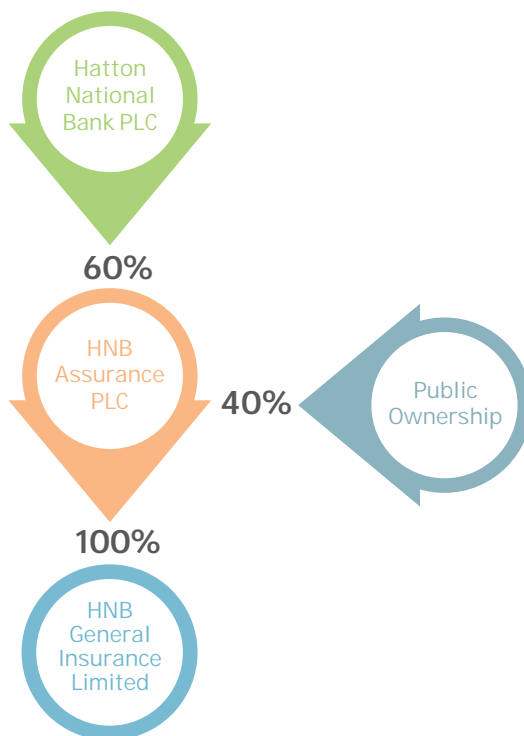 Hatton
National
Bank PLC
60%
HNB
Assurance
PLC
40%
Public
Ownership
100%
HNB
General
Insurance
Limited